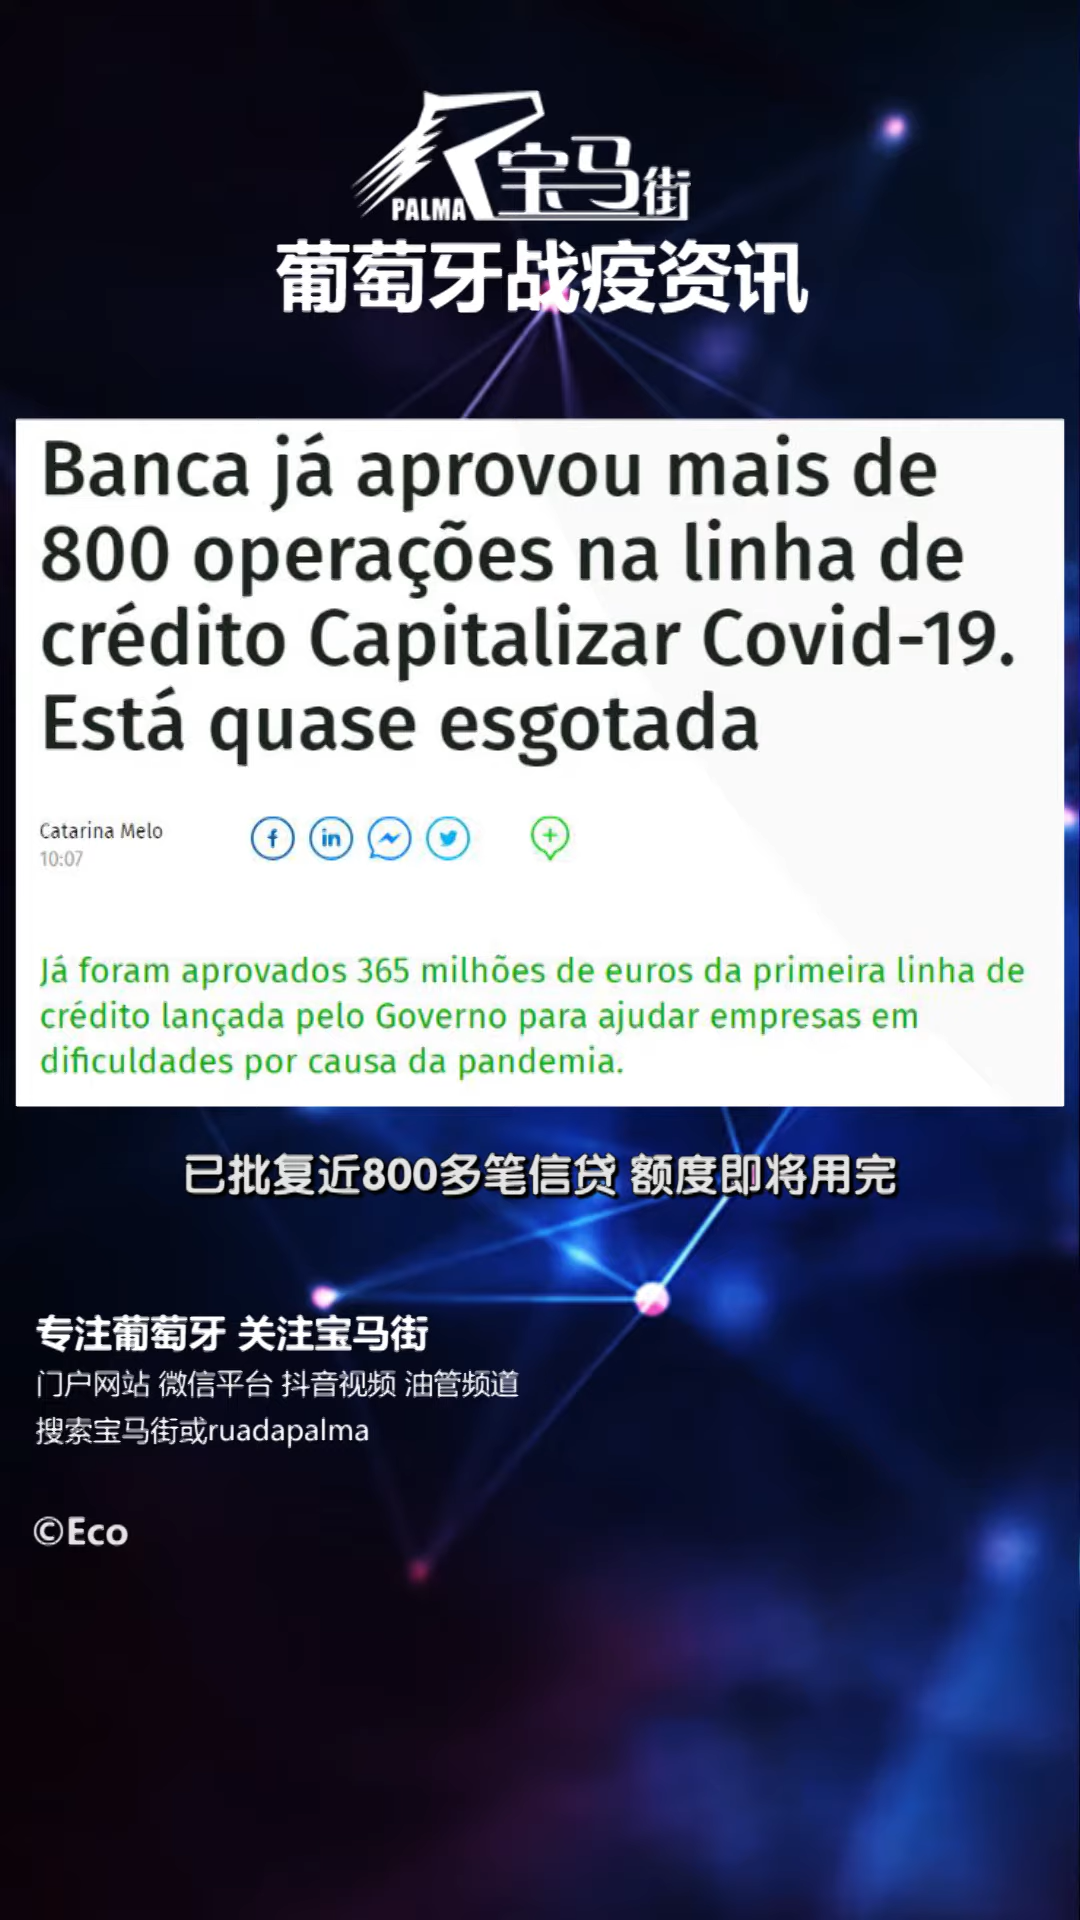 PALMA宝马街
葡萄牙战疫资讯
Banca já aprovou mais de
800 operações na linha de
crédito Capitalizar Covid-19.
Está quase esgotada
Catarina Melo
10:07
Já foram aprovados 365 milhões de euros da primeira linha de
crédito lançada pelo Governo para ajudar empresas em
dificuldades por causa da pandemia.
已批复近800多笔信贷 额度即将用完
专注葡萄牙 关注宝马街
门户网站 微信平台 抖音视频 油管频道
搜索宝马街或ruadapalma
©Eco